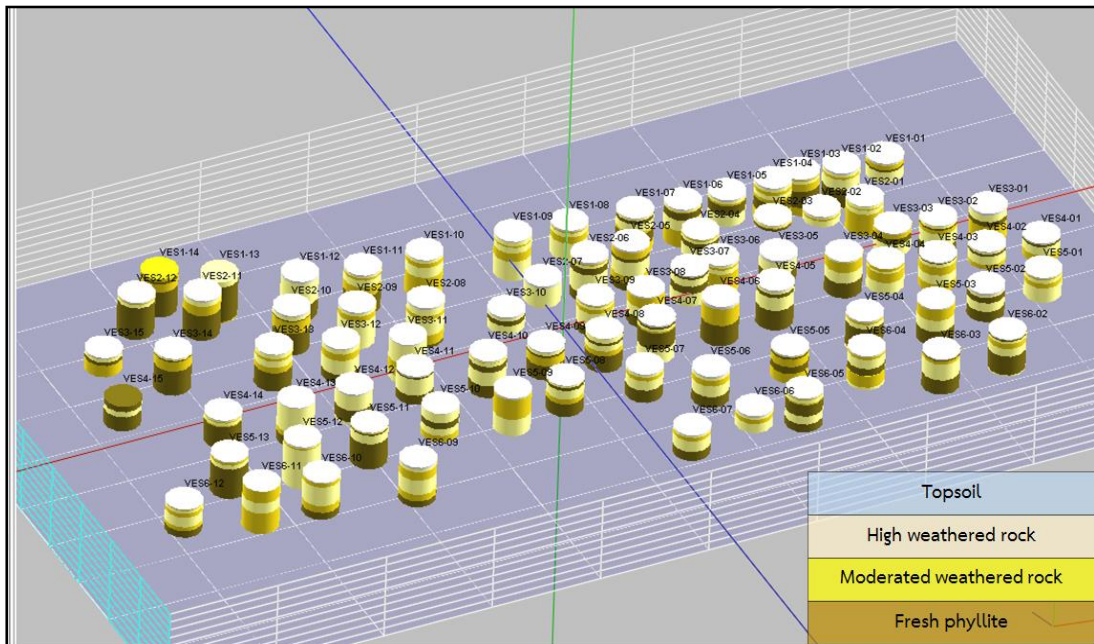 VES1-01
VES1-02
VES1-03
VES1-04
VES1-05
VES1-06
VES1-07
VES1-08
VES1-09
VES1-10
VES1-11
VES1-12
VES1-13
VES1-14
VES2-01
VES2-02
VES2-03
VES2-04
VES2-05
VES2-06
VES2-07
VES2-08
VES2-09
VES2-10
VES2-11
VES2-12
VES3-01
VES3-02
VES3-03
VES3-04
VES3-05
VES3-06
VES3-07
VES3-08
VES3-09
VES3-10
VES3-11
VES3-12
VES3-13
VES3-14
VES3-15
VES4-01
VES4-02
VES4-03
VES4-04
VES4-05
VES4-06
VES4-07
VES4-08
VES4-09
VES4-10
VES4-11
VES4-12
VES4-13
VES4-14
VES4-15
VES5-01
VES5-02
VES5-03
VES5-04
VES5-05
VES5-06
VES5-07
VES5-08
VES5-09
VES5-10
VES5-11
VES5-12
VES5-13
VES6-02
VES6-03
VES6-04
VES6-05
VES6-06
VES6-07
VES6-09
VES6-10
VES6-11
VES6-12
Topsoil
High weathered rock
Moderated weathered rock
Fresh phyllite